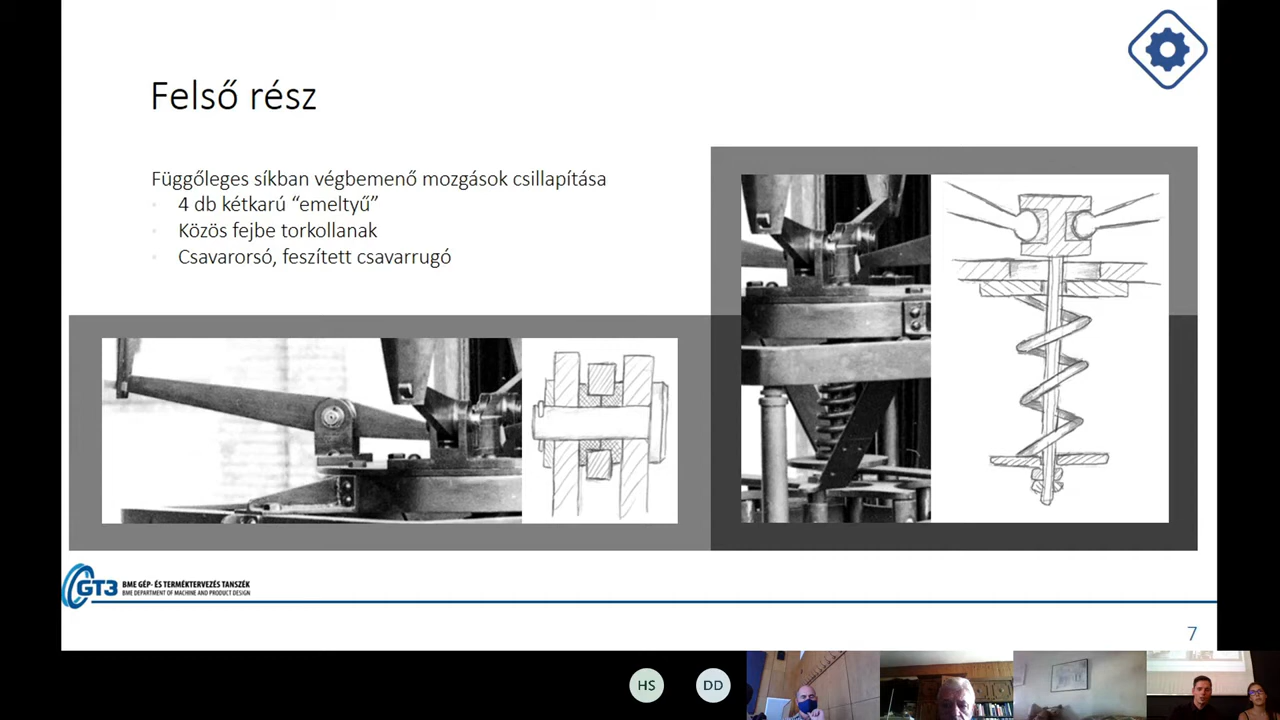 Felső rész
Függőleges síkban végbemenő mozgások csillapítása
4 db kétkarú “emeltyű”
Közös fejbe torkollanak
Csavarorsó, feszített csavarrugó
GT3
BME GÉP- ÉS TERMÉKTERVEZÉS TANSZÉK
BME DEPARTMENT OF MACHINE AND PRODUCT DESIGN
7
HS
DD